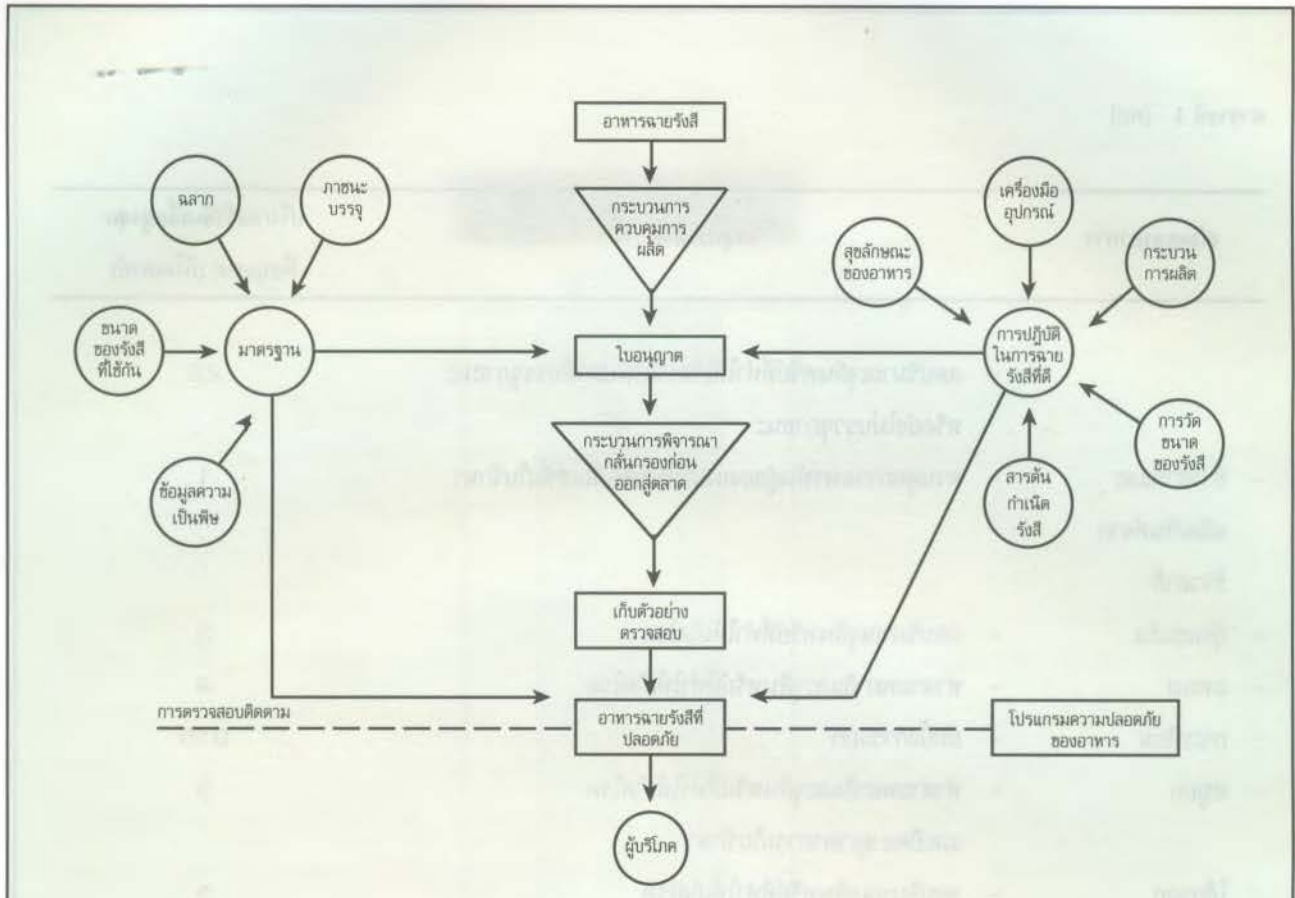 อาหารฉายรังสี
ฉลาก
ภาชนะ
บรรจุ
กระบวนการ
ควบคุมการ
ผลิต
เครื่องมือ
อุปกรณ์
สุขลักษณะ
ของอาหาร
กระบวน
การผลิต
ขนาด
ของรังสี
ที่ใช้กัน
มาตรฐาน
ใบอนุญาต
การปฏิบัติ
ในการฉาย
รังสีที่ดี
ข้อมูลความ
เป็นพิษ
กระบวนการพิจารณา
กลั่นกรองก่อน
ออกสู่ตลาด
สารต้น
กำเนิด
รังสี
การวัด
ขนาด
ของรังสี
เก็บตัวอย่าง
ตรวจสอบ
การตรวจสอบติดตาม
อาหารฉายรังสีที่
ปลอดภัย
โปรแกรมความปลอดภัย
ของอาหาร
ผู้บริโภค